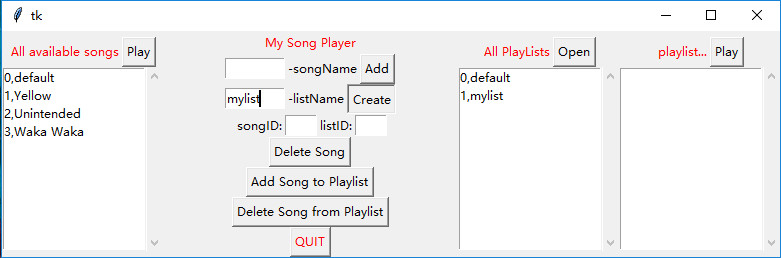 tk
All available songs Play
0,default
1,Yellow
2,Unintended
3,Waka Waka
My Song Player
-songName Add
mylist -listName Create
songID: listID:
Delete Song
Add Song to Playlist
Delete Song from Playlist
QUIT
All PlayLists Open
0,default
1,mylist
playlist... Play